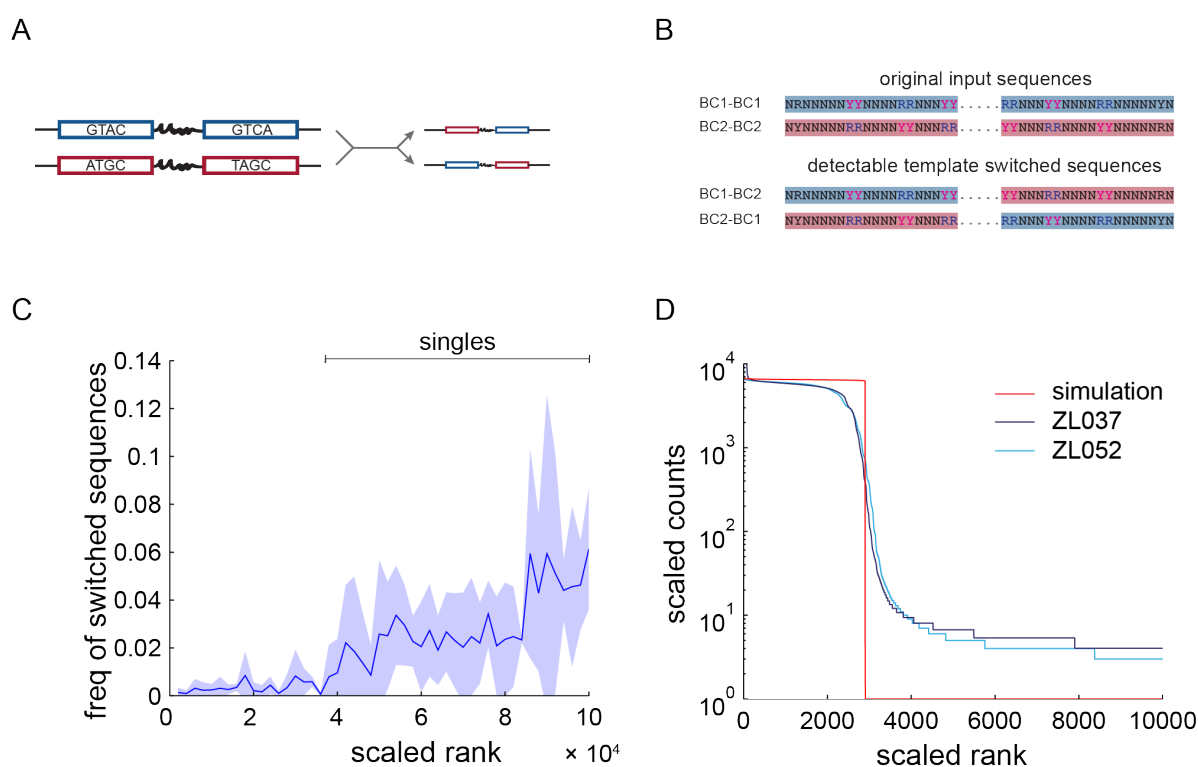 A
GTAC GTCA
ATGC TAGC
B
original input sequences
BC1-BC1 NRNNNNNYYNNNNRRNNNYY.....RRNNNYYNNNNRRNNNNNYN
BC2-BC2 NYNNNNNRRNNNNYYNNNRR.....YYNNNRRNNNNYYNNNNNRN
detectable template switched sequences
BC1-BC2 NRNNNNNYYNNNNRRNNNYY.....YYNNNRRNNNNYYNNNNNRN
BC2-BC1 NYNNNNNRRNNNNYYNNNRR.....RRNNNYYNNNNRRNNNNNYN
C
singles
freq of switched sequences
0.14
0.12
0.1
0.08
0.06
0.04
0.02
0
0 2 4 6 8 10
scaled rank × 10⁴
D
scaled counts
10⁴
10³
10²
10¹
10⁰
simulation
ZL037
ZL052
0 2000 4000 6000 8000 10000
scaled rank